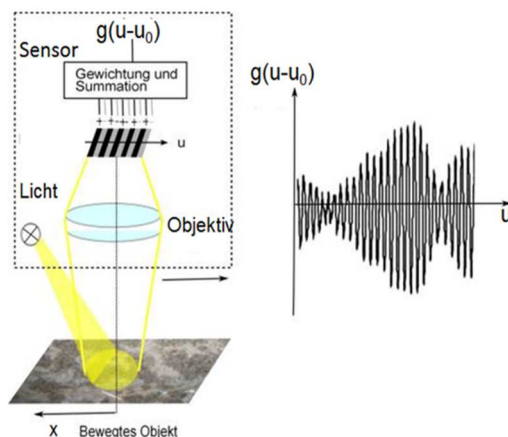 g(u-u₀)
Sensor
Gewichtung und
Summation
+ + + + +
u
Licht
Objektiv
x Bewegtes Objekt
g(u-u₀)
u